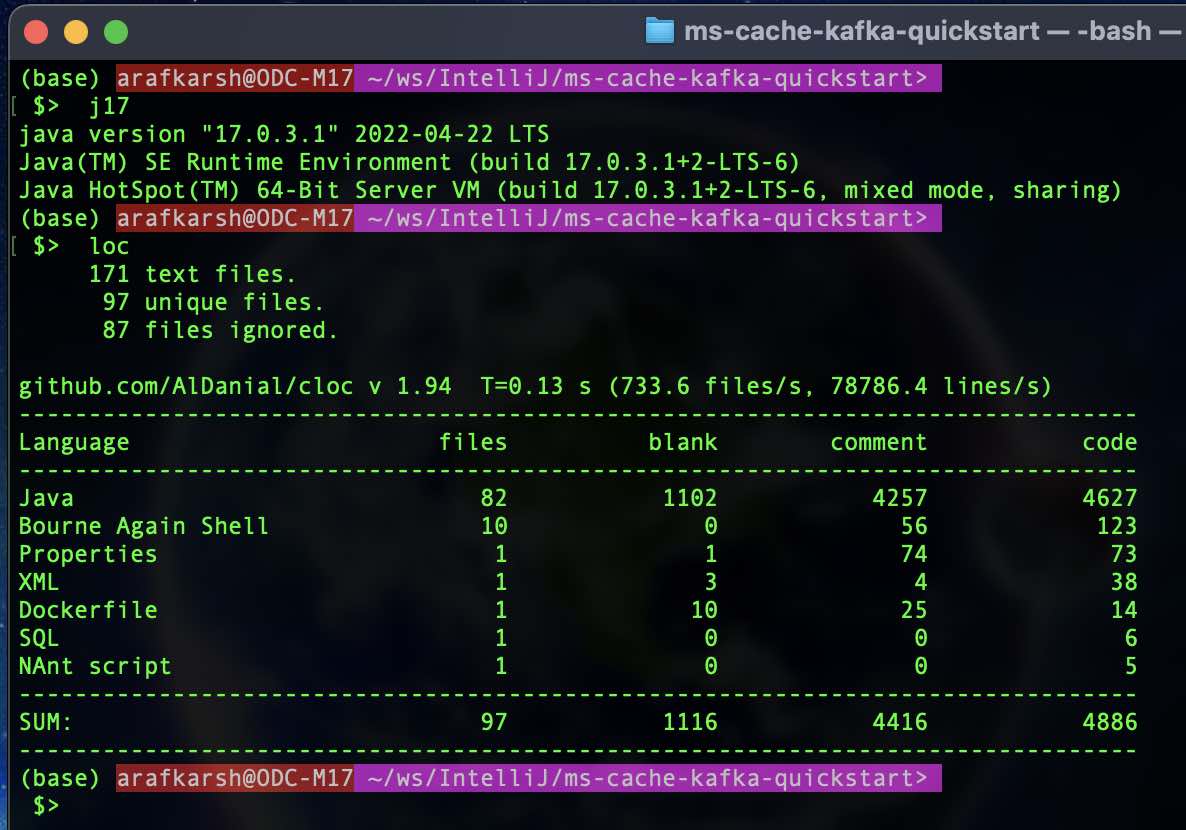 ms-cache-kafka-quickstart — -bash —
(base) arafkarsh@ODC-M17 ~/ws/IntelliJ/ms-cache-kafka-quickstart>
[ $> j17
java version "17.0.3.1" 2022-04-22 LTS
Java(TM) SE Runtime Environment (build 17.0.3.1+2-LTS-6)
Java HotSpot(TM) 64-Bit Server VM (build 17.0.3.1+2-LTS-6, mixed mode, sharing)
(base) arafkarsh@ODC-M17 ~/ws/IntelliJ/ms-cache-kafka-quickstart>
[ $> loc
171 text files.
97 unique files.
87 files ignored.
github.com/AlDanial/cloc v 1.94 T=0.13 s (733.6 files/s, 78786.4 lines/s)
--------------------------------------------------------------------------------
Language files blank comment code
--------------------------------------------------------------------------------
Java 82 1102 4257 4627
Bourne Again Shell 10 0 56 123
Properties 1 1 74 73
XML 1 3 4 38
Dockerfile 1 10 25 14
SQL 1 0 0 6
NAnt script 1 0 0 5
--------------------------------------------------------------------------------
SUM: 97 1116 4416 4886
--------------------------------------------------------------------------------
(base) arafkarsh@ODC-M17 ~/ws/IntelliJ/ms-cache-kafka-quickstart>
$>